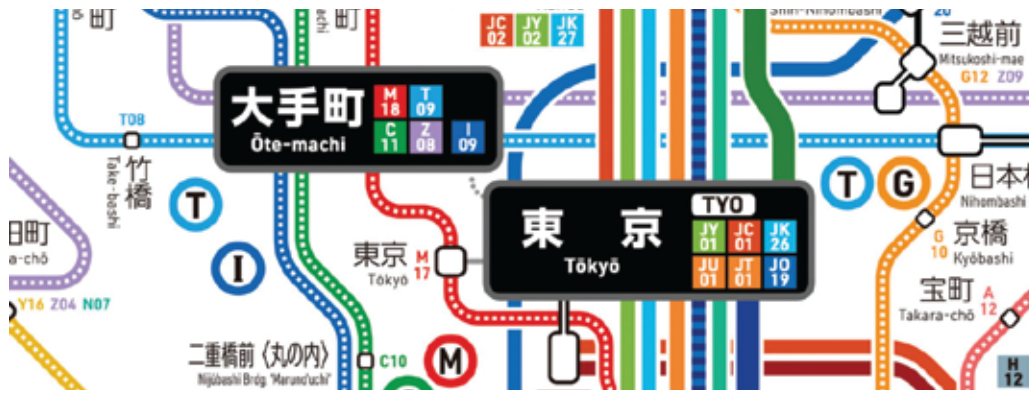 町
町
JC
02
JY
02
JK
27
Shin-Nihombashi
20
三越前
Mitsukoshi-mae
G12 Z09
大手町
Ōte-machi
M
18
T
09
C
11
Z
08
I
09
T08
竹橋
Take-bashi
T
I
田町
a-chō
Y16 Z04 N07
東京
Tōkyō
M
17
東京
Tōkyō
TYO
JY
01
JC
01
JK
26
JU
01
JT
01
JO
19
T
G
日本
Nihombashi
G
10
京橋
Kyōbashi
宝町
Takara-chō
A
12
二重橋前〈丸の内〉
Nijūbashi Brdg. "Marunouchi"
C10
M
H
12